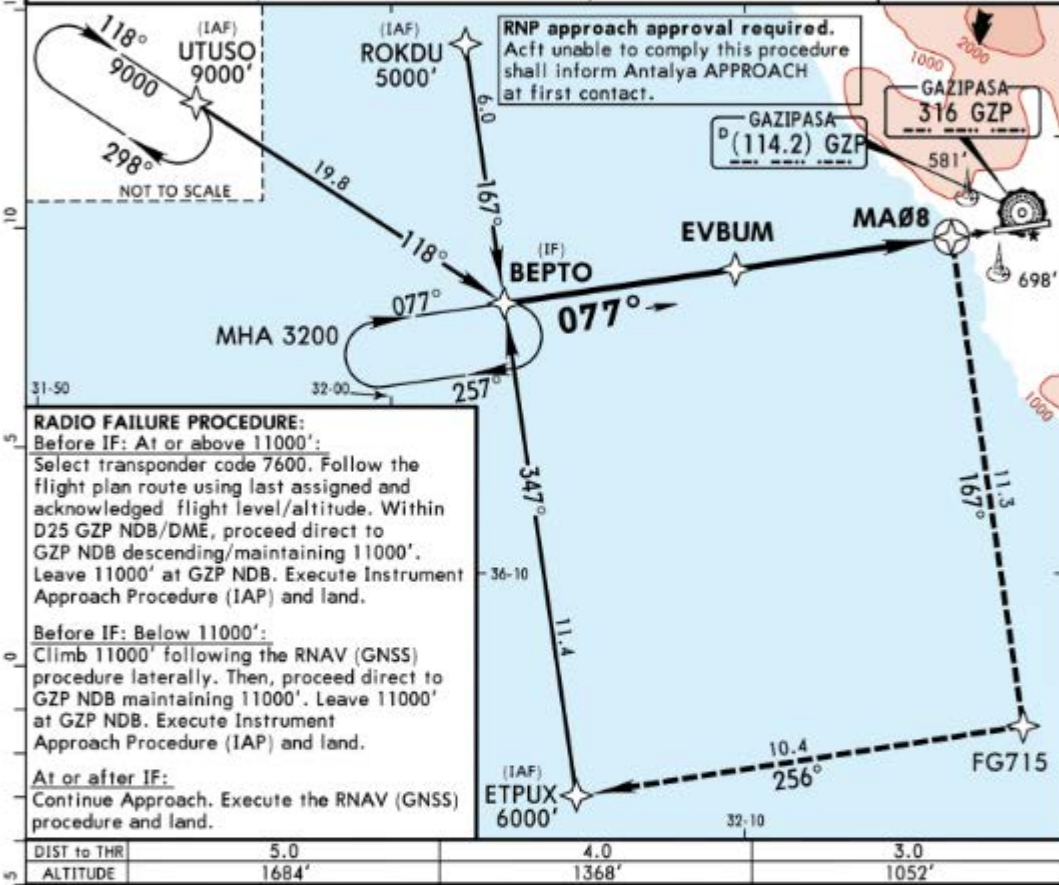 118°
9000
298°
(IAF)
UTUSO
9000'
NOT TO SCALE
(IAF)
ROKDU
5000'
RNP approach approval required.
Acft unable to comply this procedure
shall inform Antalya APPROACH
at first contact.
2000
1000
GAZIPASA
316 GZP
GAZIPASA
D (114.2) GZP
581'
698'
1000
6.0
167°
19.8
118°
10
(IF)
BEPTO
EVBUM
MAØ8
077°
077°
257°
MHA 3200
31-50
32-00
5
RADIO FAILURE PROCEDURE:
Before IF: At or above 11000':
Select transponder code 7600. Follow the
flight plan route using last assigned and
acknowledged flight level/altitude. Within
D25 GZP NDB/DME, proceed direct to
GZP NDB descending/maintaining 11000'.
Leave 11000' at GZP NDB. Execute Instrument
Approach Procedure (IAP) and land.
Before IF: Below 11000':
Climb 11000' following the RNAV (GNSS)
procedure laterally. Then, proceed direct to
GZP NDB maintaining 11000'. Leave 11000'
at GZP NDB. Execute Instrument
Approach Procedure (IAP) and land.
At or after IF:
Continue Approach. Execute the RNAV (GNSS)
procedure and land.
36-10
347°
11.4
11.3
167°
0
(IAF)
ETPUX
6000'
10.4
256°
FG715
32-10
5
DIST to THR 5.0 4.0 3.0
ALTITUDE 1684' 1368' 1052'